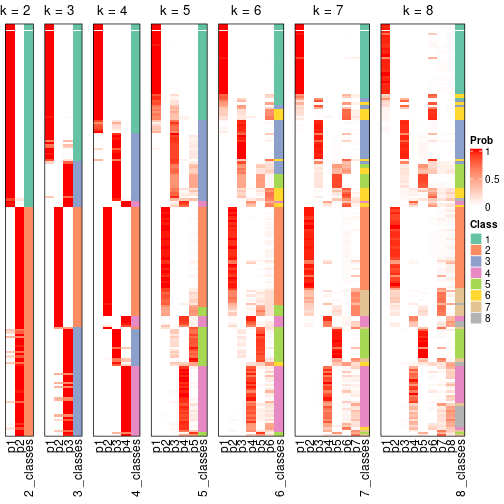 k = 2 k = 3 k = 4 k = 5 k = 6 k = 7 k = 8
Prob
1
0.5
0
Class
1
2
3
4
5
6
7
8
p1 p2 2_classes
p1 p2 p3 3_classes
p1 p2 p3 p4 4_classes
p1 p2 p3 p4 p5 5_classes
p1 p2 p3 p4 p5 p6 6_classes
p1 p2 p3 p4 p5 p6 p7 7_classes
p1 p2 p3 p4 p5 p6 p7 p8 8_classes